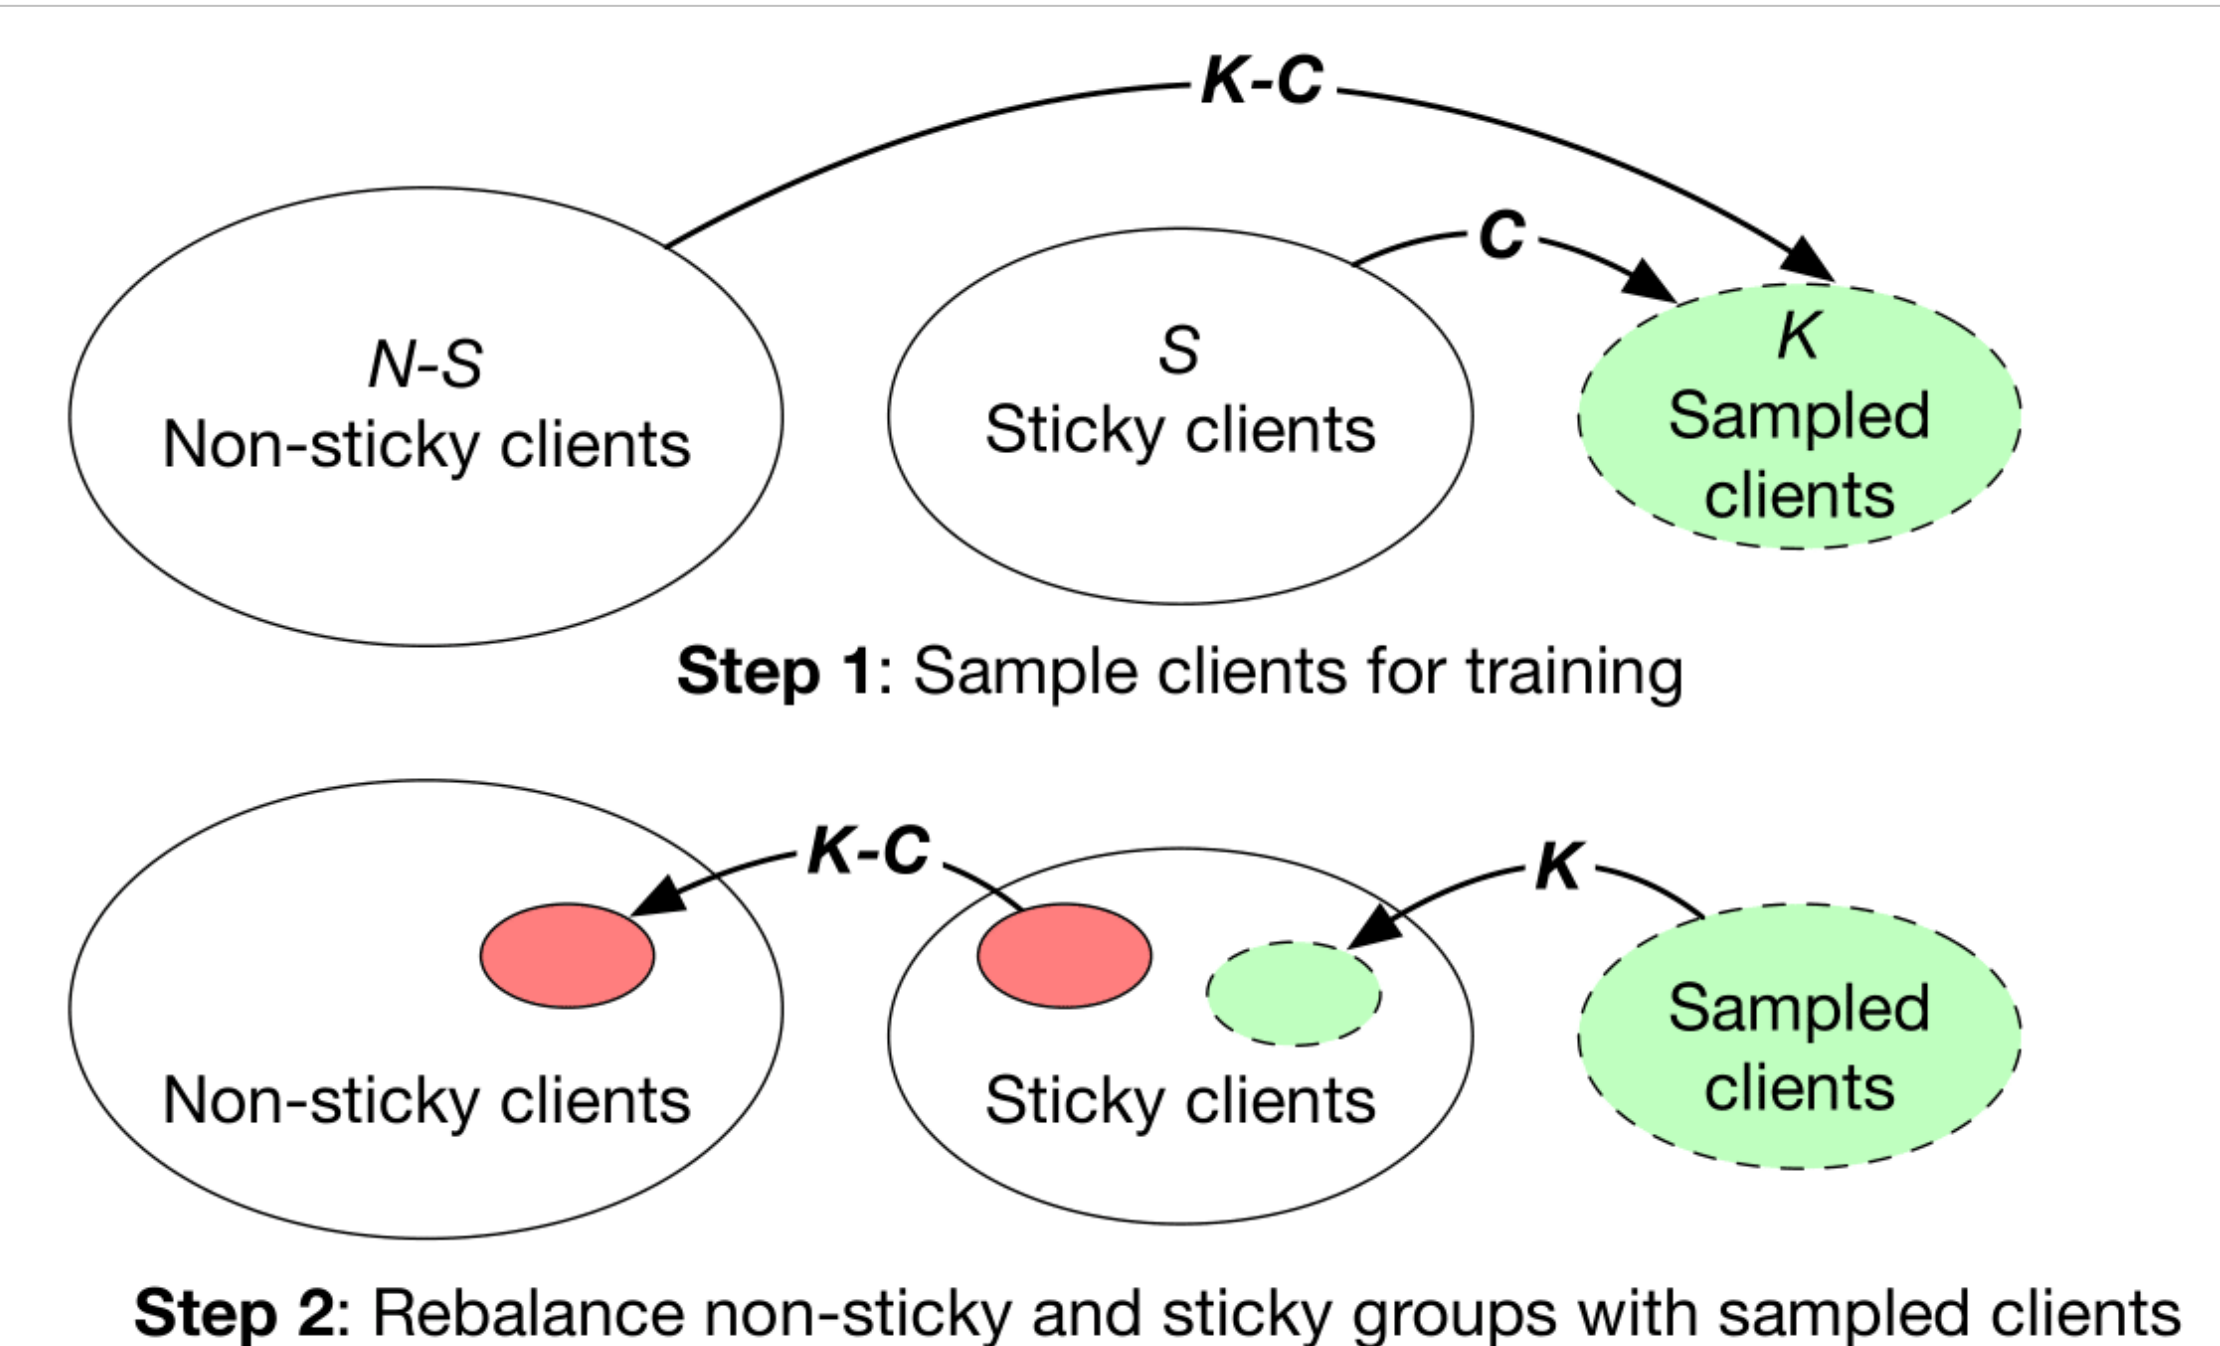 K-C
C
N-S
Non-sticky clients
S
Sticky clients
K
Sampled
clients
Step 1: Sample clients for training
K-C
K
Non-sticky clients
Sticky clients
Sampled
clients
Step 2: Rebalance non-sticky and sticky groups with sampled clients